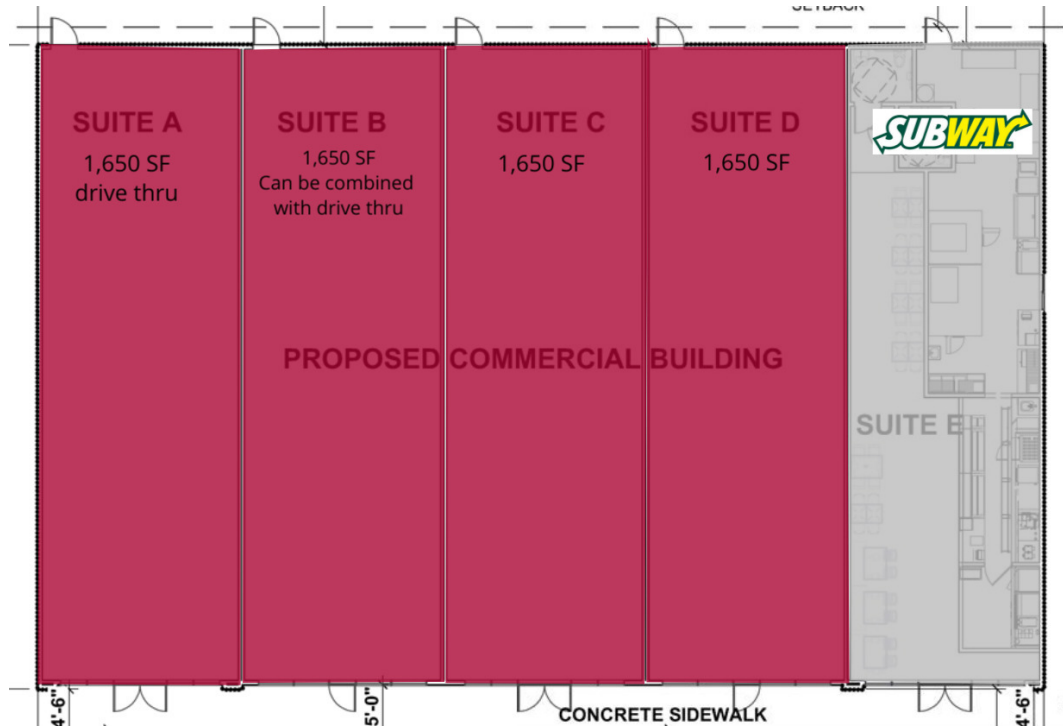 SETBACK
SUITE A
1,650 SF
drive thru
SUITE B
1,650 SF
Can be combined
with drive thru
SUITE C
1,650 SF
SUITE D
1,650 SF
SUBWAY
PROPOSED COMMERCIAL BUILDING
SUITE E
4'-6"
5'-0"
CONCRETE SIDEWALK
4'-6"